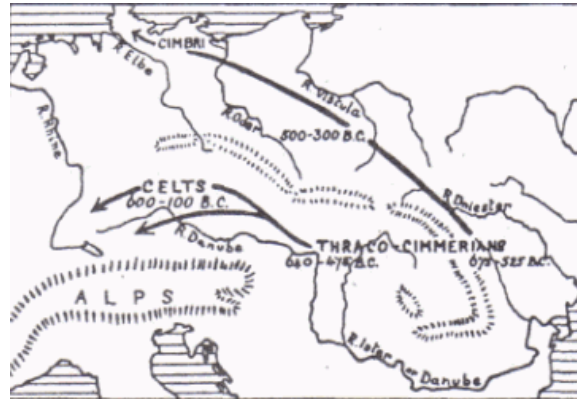 CIMBRI
R. Elbe
R. Vistula
R. Oder
R. Rhine
500-300 B.C.
CELTS
600-100 B.C.
R. Dniester
R. Danube
THRACO-CIMMERIANS
640-475 B.C.
675-525 B.C.
ALPS
R. Ister or Danube